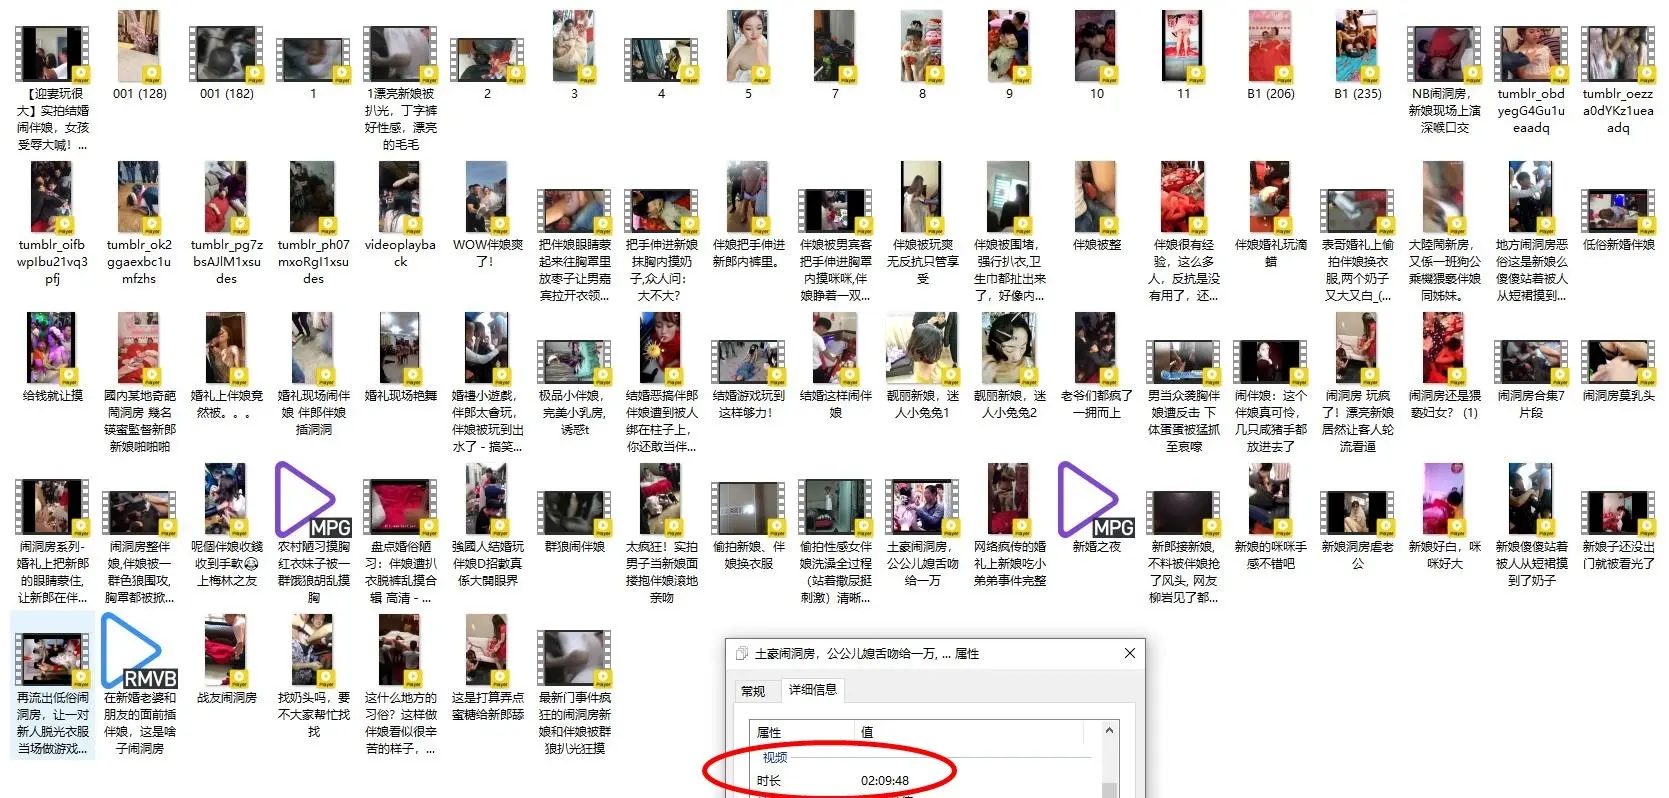 【迎妻玩很
大】实拍结婚
闹伴娘，女孩
受辱大喊！...
001 (128)
001 (182)
1
1漂亮新娘被
扒光，丁字裤
好性感，漂亮
的毛毛
2
3
4
5
7
8
9
10
11
B1 (206)
B1 (235)
NB闹洞房，
新娘现场上演
深喉口交
tumblr_obd
yegG4Gu1u
eaadq
tumblr_oezz
a0dYKz1uea
adq
tumblr_oifb
wpIbu21vq3
pfj
tumblr_ok2
ggaexbc1u
mfzhs
tumblr_pg7z
bsAJlM1xsu
des
tumblr_ph07
mxoRgI1xsu
des
videoplayba
ck
WOW伴娘爽
了！
把伴娘眼睛蒙
起来往胸罩里
放枣子让男嘉
宾拉开衣领...
把手伸进新娘
抹胸内摸奶
子,众人问：
大不大？
伴娘把手伸进
新郎内裤里。
伴娘被男宾客
把手伸进胸罩
内摸咪咪,伴
娘睁着一双...
伴娘被玩爽
无反抗只管享
受
伴娘被围堵，
强行扒衣,卫
生巾都扯出来
了，好像内...
伴娘被整
伴娘很有经
验，这么多
人，反抗是没
有用了，还...
伴娘婚礼玩滴
蜡
表哥婚礼上偷
拍伴娘换衣
服,两个奶子
又大又白_(...
大陸鬧新房，
又係一班狗公
乘機猥褻伴娘
同姊妹。
地方闹洞房恶
俗这是新娘么
傻傻站着被人
从短裙摸到...
低俗新婚伴娘
给钱就让摸
國内某地奇葩
鬧洞房 幾名
鍈蜜監督新郎
新娘啪啪啪
婚礼上伴娘竟
然被。。。
婚礼现场闹伴
娘 伴郎伴娘
插洞洞
婚礼现场艳舞
婚禮小遊戲，
伴郎太會玩，
伴娘被玩到出
水了 - 搞笑...
极品小伴娘，
完美小乳房，
诱惑t
结婚恶搞伴郎
伴娘遭到被人
绑在柱子上，
你还敢当伴...
结婚游戏玩到
这样够力！
结婚这样闹伴
娘
靓丽新娘，迷
人小兔兔1
靓丽新娘，迷
人小兔兔2
老爷们都疯了
一拥而上
男当众袭胸伴
娘遭反击 下
体蛋蛋被猛抓
至哀嚎
闹伴娘：这个
伴娘真可怜，
几只咸猪手都
放进去了
闹洞房 玩疯
了！漂亮新娘
居然让客人轮
流看逼
闹洞房还是猥
亵妇女？ (1)
闹洞房合集7
片段
闹洞房莫乳头
闹洞房系列-
婚礼上把新郎
的眼睛蒙住,
让新郎在伴...
闹洞房整伴
娘,伴娘被一
群色狼围攻,
胸罩都被掀...
呢個伴娘收錢
收到手軟
上梅林之友
MPG
农村陋习摸胸
红衣妹子被一
群饿狼胡乱摸
胸
盘点婚俗陋
习：伴娘遭扒
衣脱裤乱摸合
辑 高清 - ...
強國人結婚玩
伴娘D招數真
係大開眼界
群狼闹伴娘
太疯狂！实拍
男子当新娘面
搂抱伴娘滚地
亲吻
偷拍新娘、伴
娘换衣服
偷拍性感女伴
娘洗澡全过程
（站着撒尿挺
刺激）清晰...
土豪闹洞房，
公公儿媳舌吻
给一万
网络疯传的婚
礼上新娘吃小
弟弟事件完整
MPG
新婚之夜
新郎接新娘,
不料被伴娘抢
了风头, 网友
柳岩见了都...
新娘的咪咪手
感不错吧
新娘洞房虐老
公
新娘好白，咪
咪好大
新娘傻傻站着
被人从短裙摸
到了奶子
新娘子还没出
门就被看光了
再流出低俗闹
洞房，让一对
新人脱光衣服
当场做游戏...
RMVB
在新婚老婆和
朋友的面前插
伴娘，这是啥
子闹洞房
战友闹洞房
找奶头吗，要
不大家帮忙找
找
这什么地方的
习俗？这样做
伴娘看似很辛
苦的样子，...
这是打算弄点
蜜糖给新郎舔
最新门事件疯
狂的闹洞房新
娘和伴娘被群
狼扒光狂摸
土豪闹洞房，公公儿媳舌吻给一万, ... 属性
常规 详细信息
属性 值
视频
时长 02:09:48